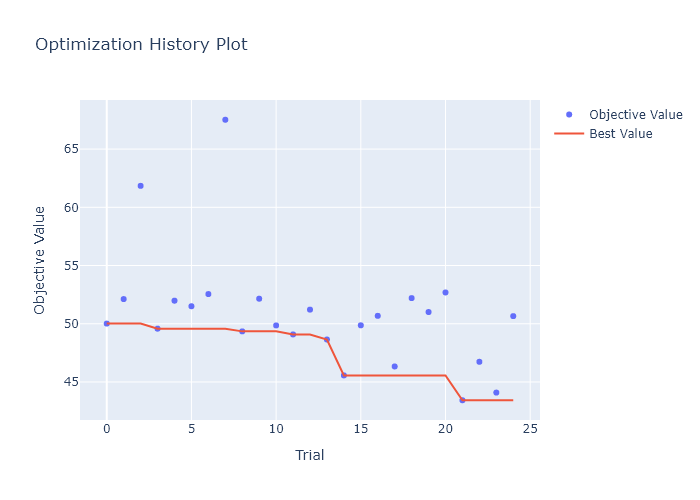 Optimization History Plot
Objective Value
Best Value
65
60
55
50
45
Objective Value
0 5 10 15 20 25
Trial